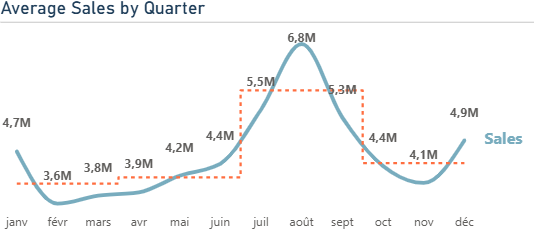 Average Sales by Quarter
6,8M
5,5M
5,3M
4,7M
4,9M
4,4M
4,4M
4,2M
4,1M
3,9M
3,8M
3,6M
Sales
janv févr mars avr mai juin juil août sept oct nov déc